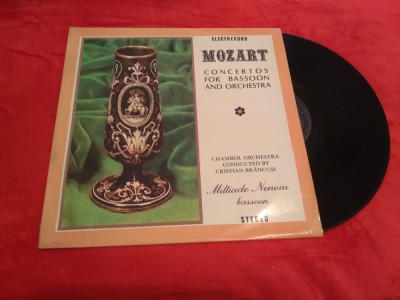 ELECTRECORD
MOZART
CONCERTOS
FOR BASSOON
AND ORCHESTRA
CHAMBER ORCHESTRA
CONDUCTED BY
CRISTIAN BRÂNCUȘI
Miltiade Nenoiu
bassoon
STEREO